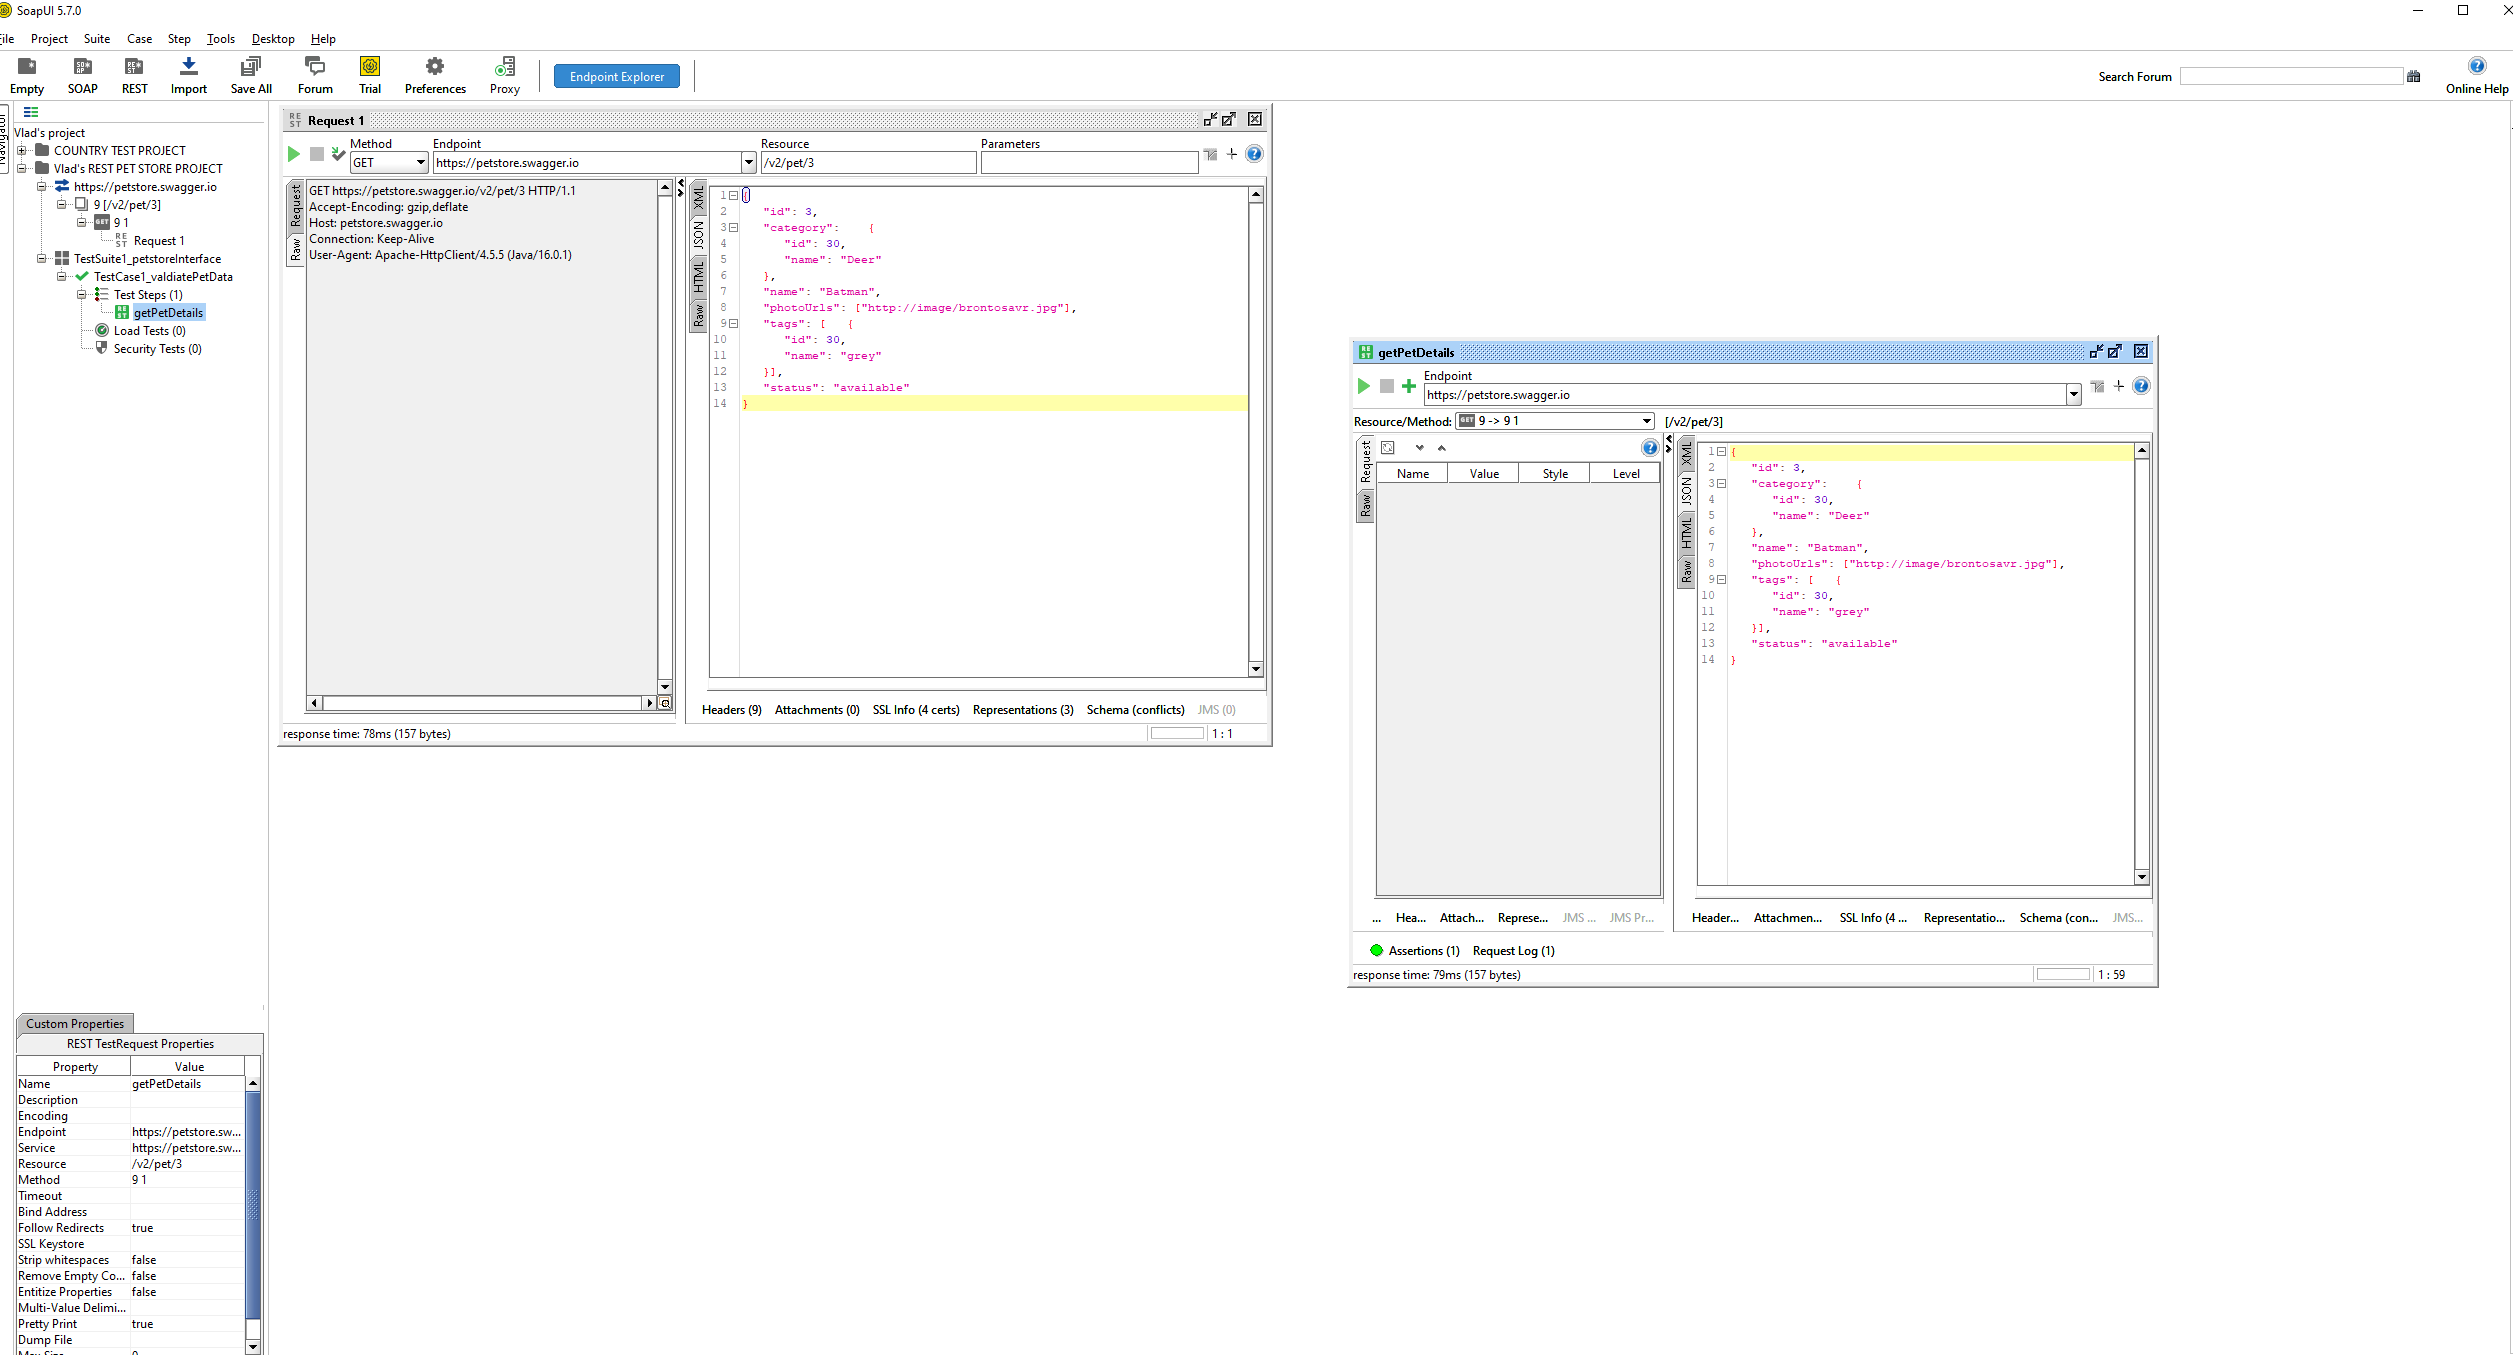 SoapUI 5.7.0
File Project Suite Case Step Tools Desktop Help
Empty SOAP REST Import Save All Forum Trial Preferences Proxy Endpoint Explorer Search Forum Online Help
Navigator
Vlad's project
COUNTRY TEST PROJECT
Vlad's REST PET STORE PROJECT
https://petstore.swagger.io
9 [/v2/pet/3]
GET 9 1
REST Request 1
TestSuite1_petstoreInterface
TestCase1_valdiatePetData
Test Steps (1)
REST getPetDetails
Load Tests (0)
Security Tests (0)
Custom Properties
REST TestRequest Properties
Property Value
Name getPetDetails
Description
Encoding
Endpoint https://petstore.sw...
Service https://petstore.sw...
Resource /v2/pet/3
Method 9 1
Timeout
Bind Address
Follow Redirects true
SSL Keystore
Strip whitespaces false
Remove Empty Co... false
Entitize Properties false
Multi-Value Delimi...
Pretty Print true
Dump File
REST Request 1
Method Endpoint Resource Parameters
GET https://petstore.swagger.io /v2/pet/3
Request
Raw
GET https://petstore.swagger.io/v2/pet/3 HTTP/1.1
Accept-Encoding: gzip,deflate
Host: petstore.swagger.io
Connection: Keep-Alive
User-Agent: Apache-HttpClient/4.5.5 (Java/16.0.1)
XML
JSON
HTML
Raw
1 {
2 "id": 3,
3 "category": {
4 "id": 30,
5 "name": "Deer"
6 },
7 "name": "Batman",
8 "photoUrls": ["http://image/brontosavr.jpg"],
9 "tags": [ {
10 "id": 30,
11 "name": "grey"
12 }],
13 "status": "available"
14 }
Headers (9) Attachments (0) SSL Info (4 certs) Representations (3) Schema (conflicts) JMS (0)
response time: 78ms (157 bytes) 1 : 1
REST getPetDetails
Endpoint
https://petstore.swagger.io
Resource/Method: GET 9 -> 9 1 [/v2/pet/3]
Request
Raw
Name Value Style Level
XML
JSON
HTML
Raw
1 {
2 "id": 3,
3 "category": {
4 "id": 30,
5 "name": "Deer"
6 },
7 "name": "Batman",
8 "photoUrls": ["http://image/brontosavr.jpg"],
9 "tags": [ {
10 "id": 30,
11 "name": "grey"
12 }],
13 "status": "available"
14 }
... Hea... Attach... Represe... JMS ... JMS Pr... Header... Attachmen... SSL Info (4 ... Representatio... Schema (con... JMS...
Assertions (1) Request Log (1)
response time: 79ms (157 bytes) 1 : 59